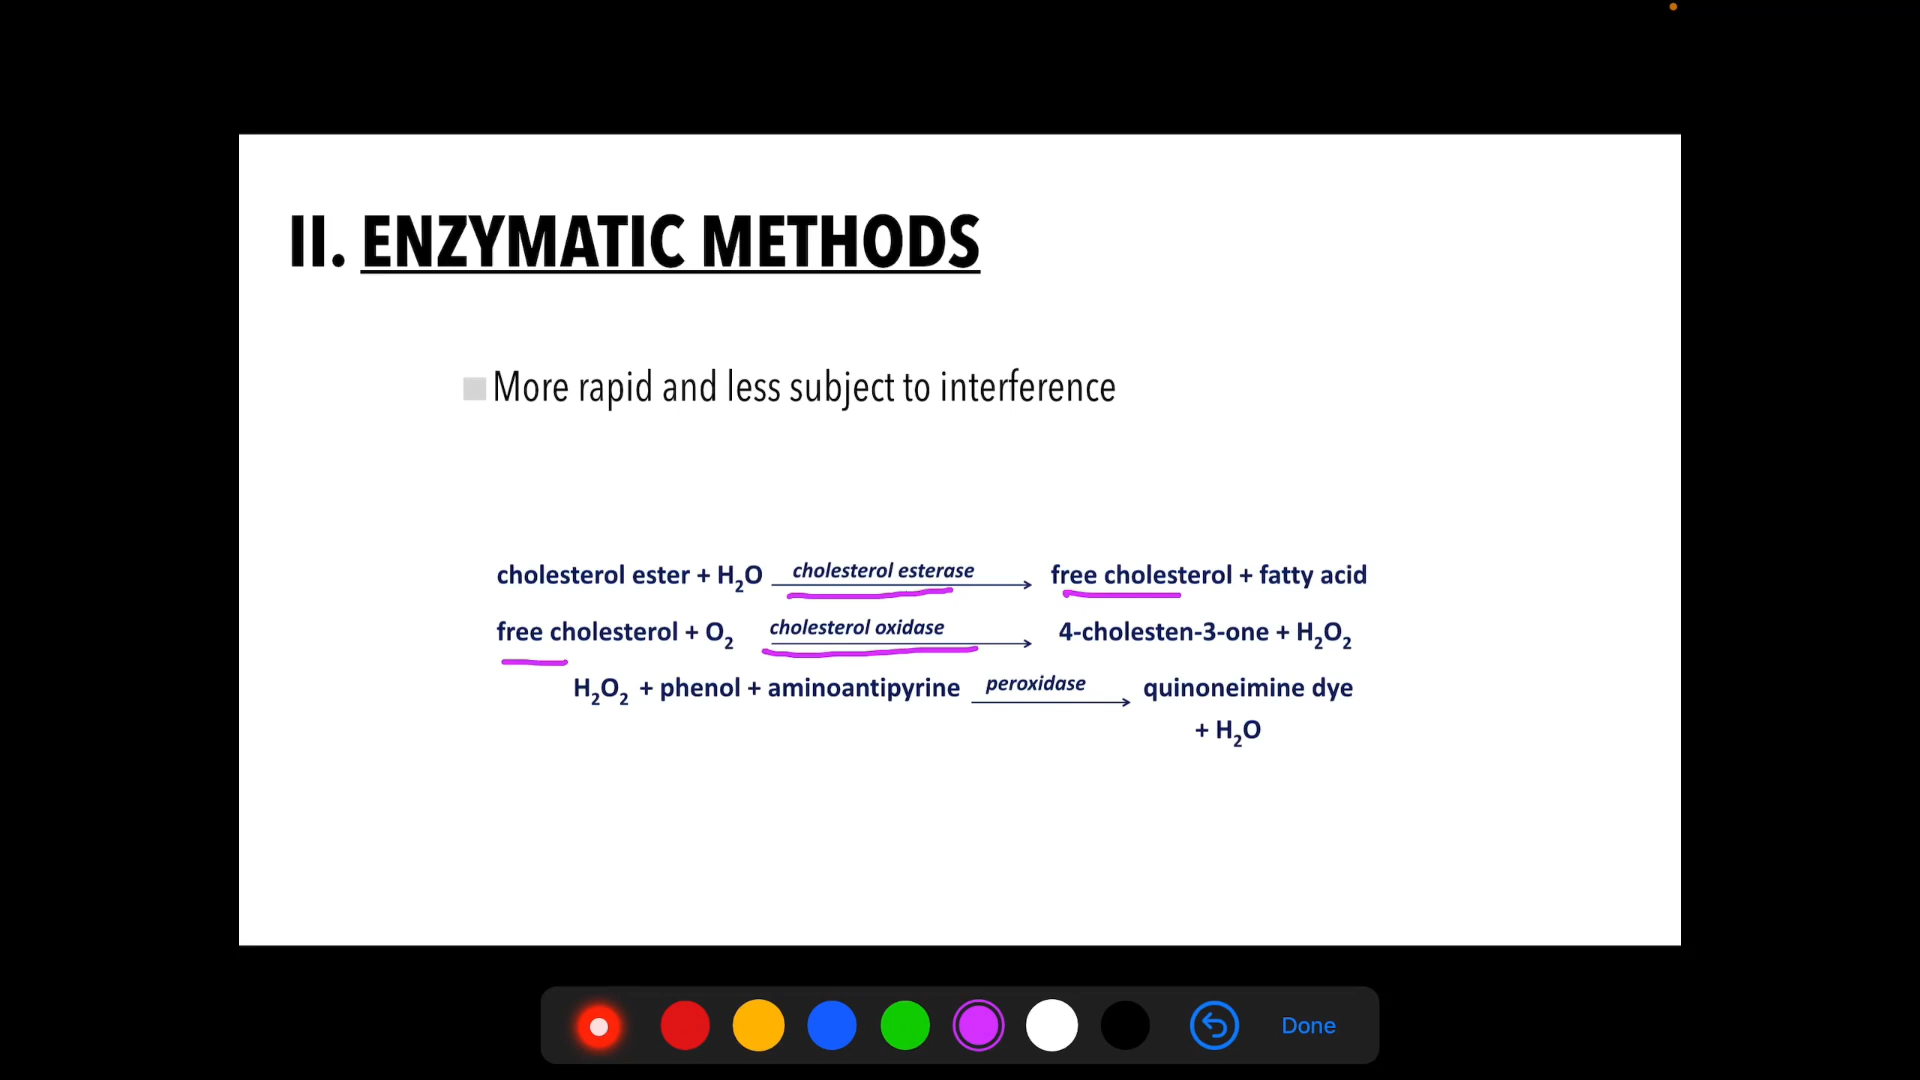 II. ENZYMATIC METHODS
More rapid and less subject to interference
cholesterol ester + H₂O cholesterol esterase free cholesterol + fatty acid
free cholesterol + O₂ cholesterol oxidase 4-cholesten-3-one + H₂O₂
H₂O₂ + phenol + aminoantipyrine peroxidase quinoneimine dye
+ H₂O
Done